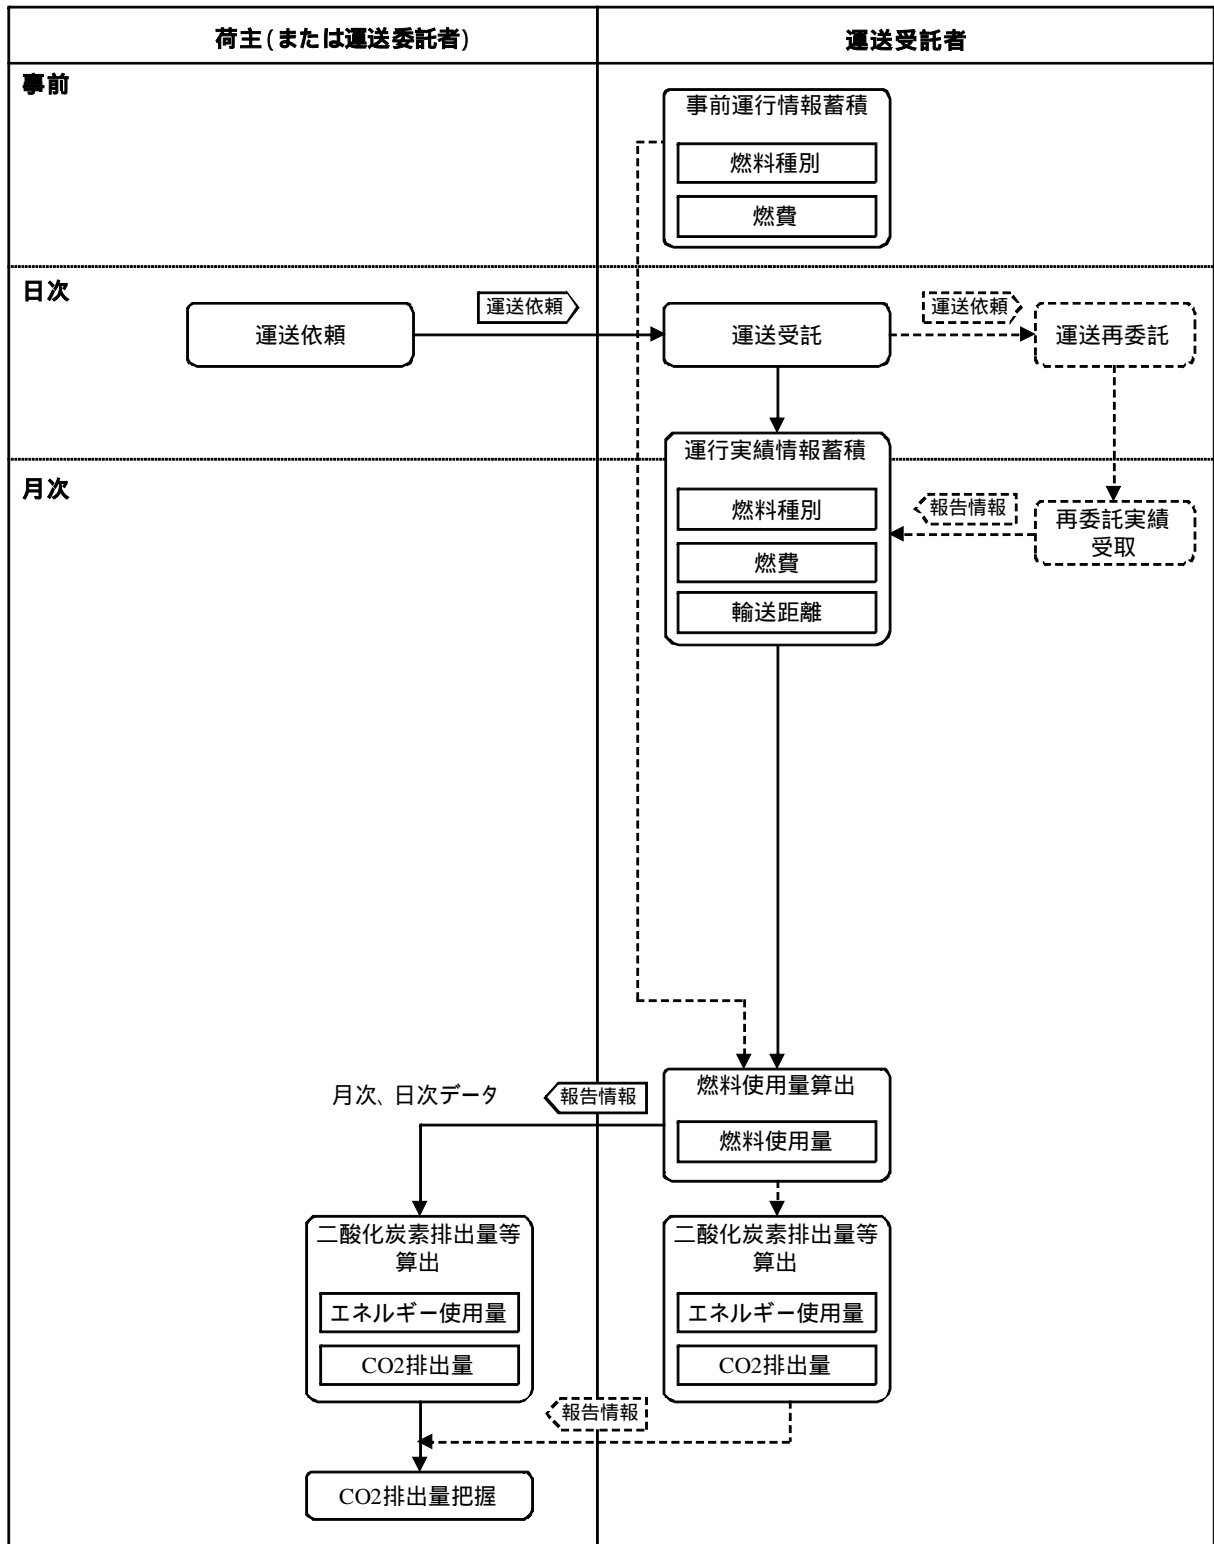 荷主(または運送委託者)
運送受託者
事前
事前運行情報蓄積
燃料種別
燃費
日次
運送依頼
運送依頼
運送受託
運送依頼
運送再委託
運行実績情報蓄積
月次
燃料種別
報告情報
再委託実績
受取
燃費
輸送距離
月次、日次データ
報告情報
燃料使用量算出
燃料使用量
二酸化炭素排出量等
算出
エネルギー使用量
CO2排出量
二酸化炭素排出量等
算出
エネルギー使用量
CO2排出量
報告情報
CO2排出量把握